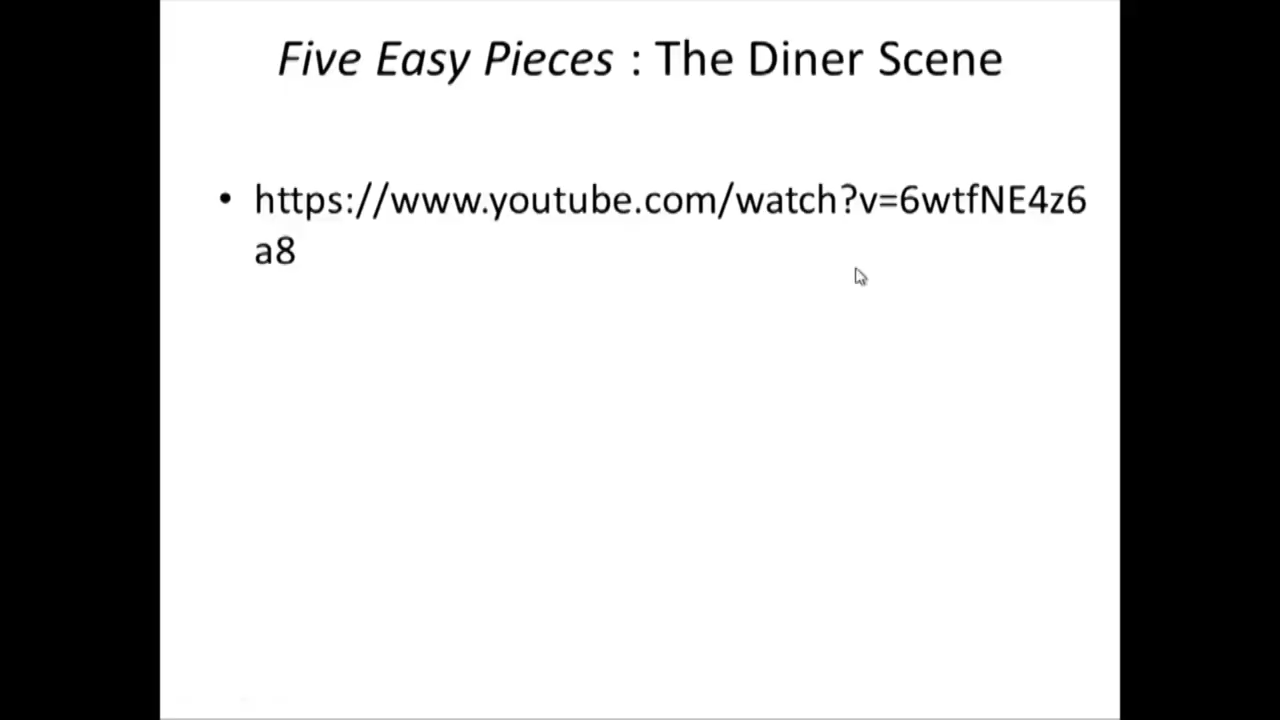 Five Easy Pieces : The Diner Scene
• https://www.youtube.com/watch?v=6wtfNE4z6
a8